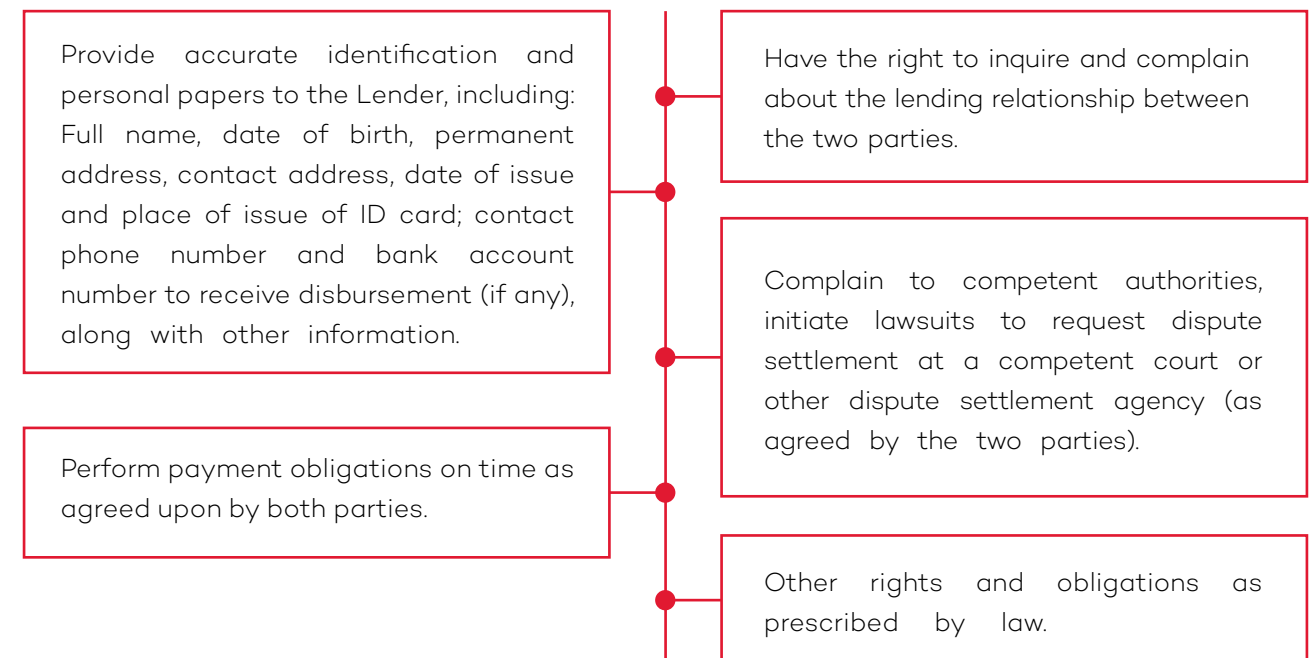 Provide accurate identification and
personal papers to the Lender, including:
Full name, date of birth, permanent
address, contact address, date of issue
and place of issue of ID card; contact
phone number and bank account
number to receive disbursement (if any),
along with other information.
Perform payment obligations on time as
agreed upon by both parties.
Have the right to inquire and complain
about the lending relationship between
the two parties.
Complain to competent authorities,
initiate lawsuits to request dispute
settlement at a competent court or
other dispute settlement agency (as
agreed by the two parties).
Other rights and obligations as
prescribed by law.